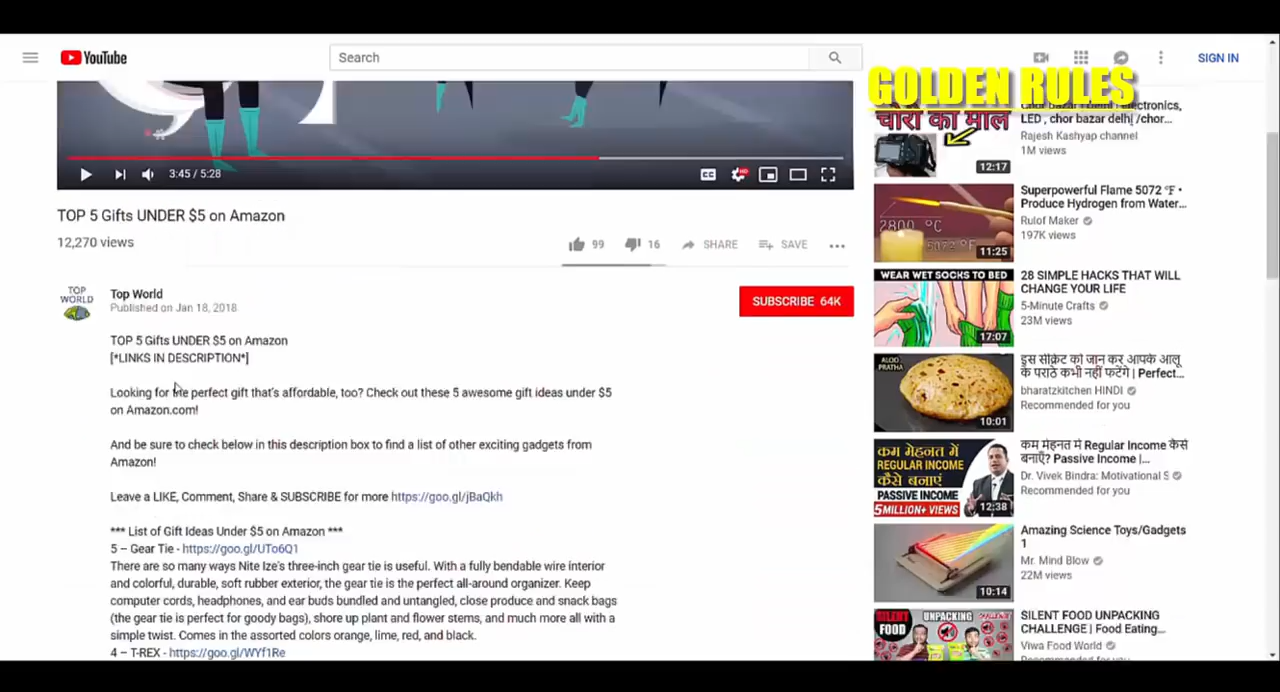 YouTube
Search
SIGN IN
GOLDEN RULES
3:45 / 5:28
CC
HD
TOP 5 Gifts UNDER $5 on Amazon
12,270 views
99
16
SHARE
SAVE
TOP
WORLD
Top World
Published on Jan 18, 2018
SUBSCRIBE 64K
TOP 5 Gifts UNDER $5 on Amazon
[*LINKS IN DESCRIPTION*]
Looking for the perfect gift that's affordable, too? Check out these 5 awesome gift ideas under $5
on Amazon.com!
And be sure to check below in this description box to find a list of other exciting gadgets from
Amazon!
Leave a LIKE, Comment, Share & SUBSCRIBE for more https://goo.gl/jBaQkh
*** List of Gift Ideas Under $5 on Amazon ***
5 – Gear Tie - https://goo.gl/UTo6Q1
There are so many ways Nite Ize's three-inch gear tie is useful. With a fully bendable wire interior
and colorful, durable, soft rubber exterior, the gear tie is the perfect all-around organizer. Keep
computer cords, headphones, and ear buds bundled and untangled, close produce and snack bags
(the gear tie is perfect for goody bags), shore up plant and flower stems, and much more all with a
simple twist. Comes in the assorted colors orange, lime, red, and black.
4 – T-REX - https://goo.gl/WYf1Re
चोरी का माल
12:17
Chor Bazar | Delhi | Electronics,
LED , chor bazar delhi /chor...
Rajesh Kashyap channel
1M views
2800 °C
5072 °F
11:25
Superpowerful Flame 5072 °F •
Produce Hydrogen from Water...
Rulof Maker
197K views
WEAR WET SOCKS TO BED
17:07
28 SIMPLE HACKS THAT WILL
CHANGE YOUR LIFE
5-Minute Crafts
23M views
ALOO
PRATHA
10:01
इस सीक्रेट को जान कर आपके आलू
के पराठे कभी नहीं फटेंगे | Perfect...
bharatzkitchen HINDI
Recommended for you
कम मेहनत में
REGULAR INCOME
कैसे बनाएं
PASSIVE INCOME
5MILLION+ VIEWS
12:38
कम मेहनत में Regular Income कैसे
बनाएँ? Passive Income |...
Dr. Vivek Bindra: Motivational S
Recommended for you
10:14
Amazing Science Toys/Gadgets
1
Mr. Mind Blow
22M views
SILENT
FOOD
UNPACKING
CHALLENGE
SILENT FOOD UNPACKING
CHALLENGE | Food Eating...
Viwa Food World
Recommended for you